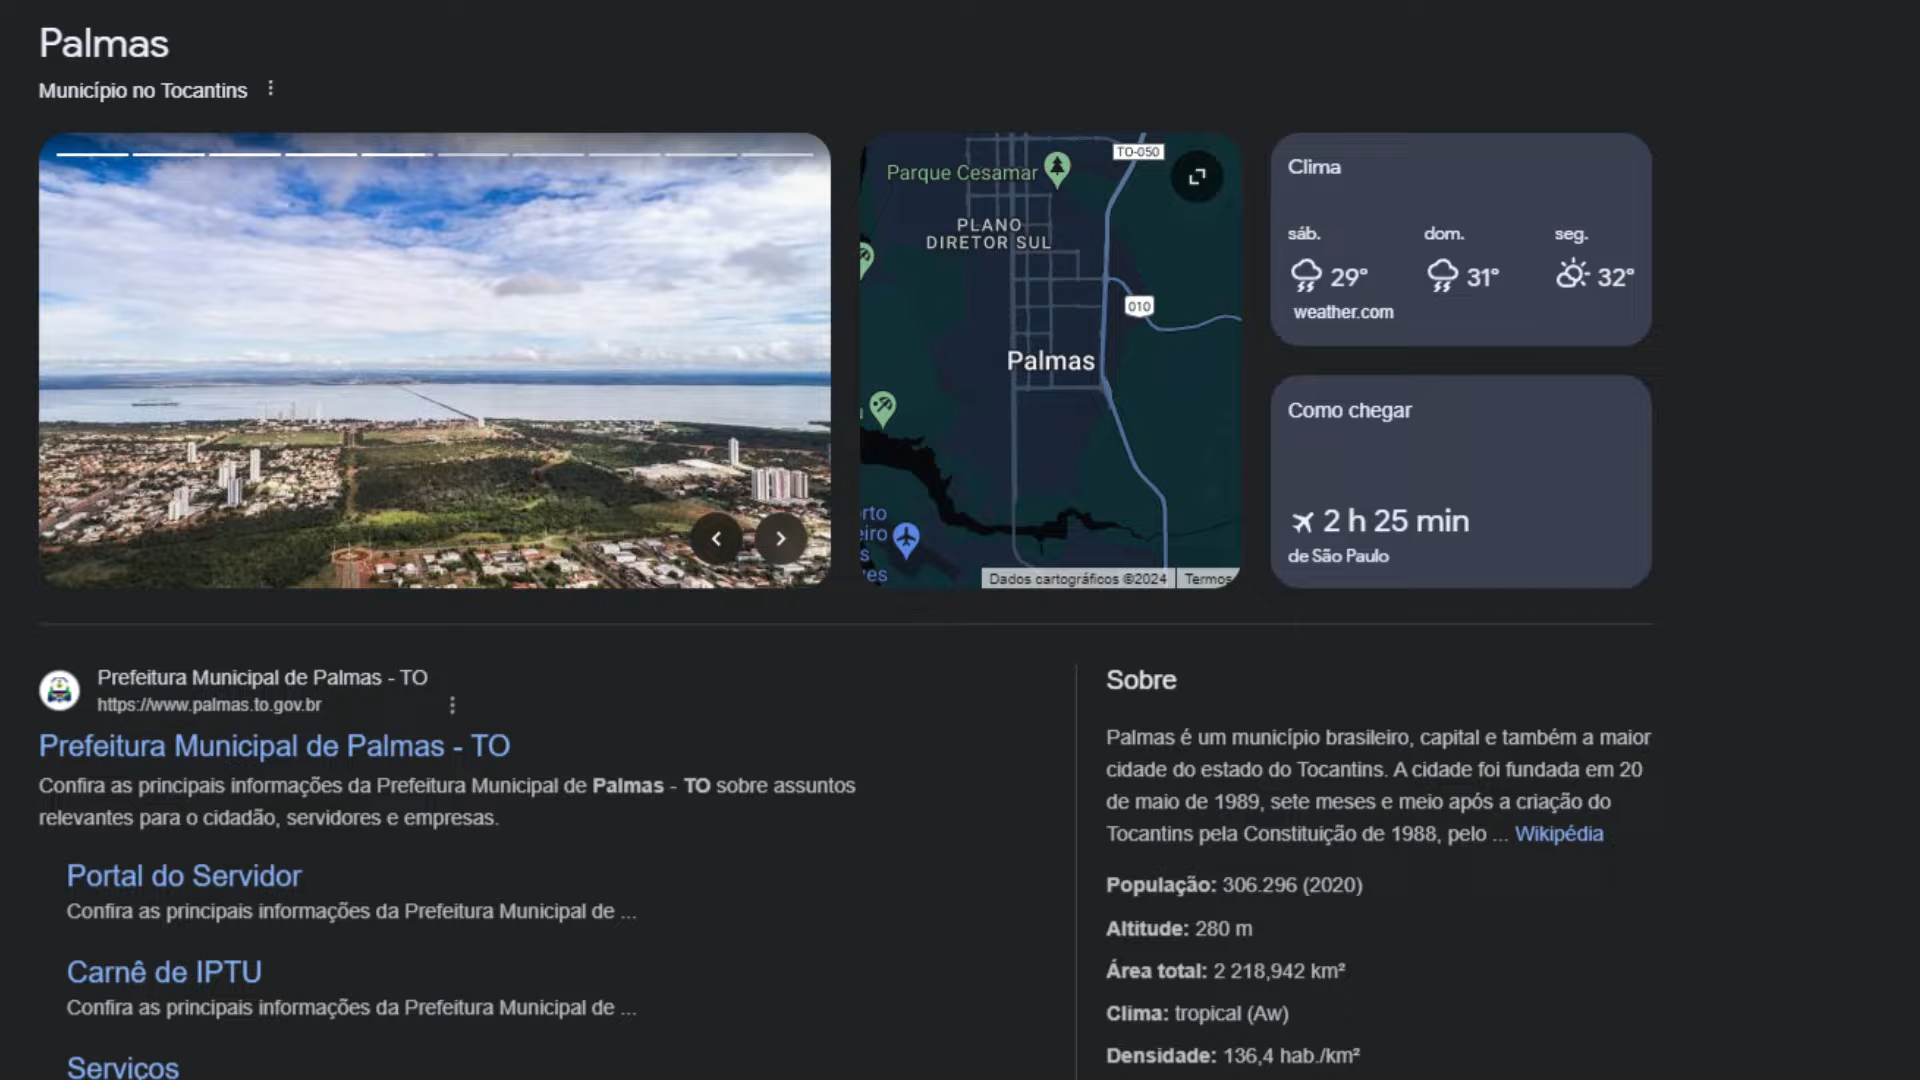 Palmas
Município no Tocantins
Parque Cesamar
TO-050
PLANO
DIRETOR SUL
010
Palmas
rto
eiro
s
es
Dados cartográficos ©2024
Termos
Clima
sáb.
dom.
seg.
29°
31°
32°
weather.com
Como chegar
2 h 25 min
de São Paulo
Prefeitura Municipal de Palmas - TO
https://www.palmas.to.gov.br
Prefeitura Municipal de Palmas - TO
Confira as principais informações da Prefeitura Municipal de Palmas - TO sobre assuntos
relevantes para o cidadão, servidores e empresas.
Portal do Servidor
Confira as principais informações da Prefeitura Municipal de ...
Carnê de IPTU
Confira as principais informações da Prefeitura Municipal de ...
Serviços
Sobre
Palmas é um município brasileiro, capital e também a maior
cidade do estado do Tocantins. A cidade foi fundada em 20
de maio de 1989, sete meses e meio após a criação do
Tocantins pela Constituição de 1988, pelo ... Wikipédia
População: 306.296 (2020)
Altitude: 280 m
Área total: 2 218,942 km²
Clima: tropical (Aw)
Densidade: 136,4 hab./km²